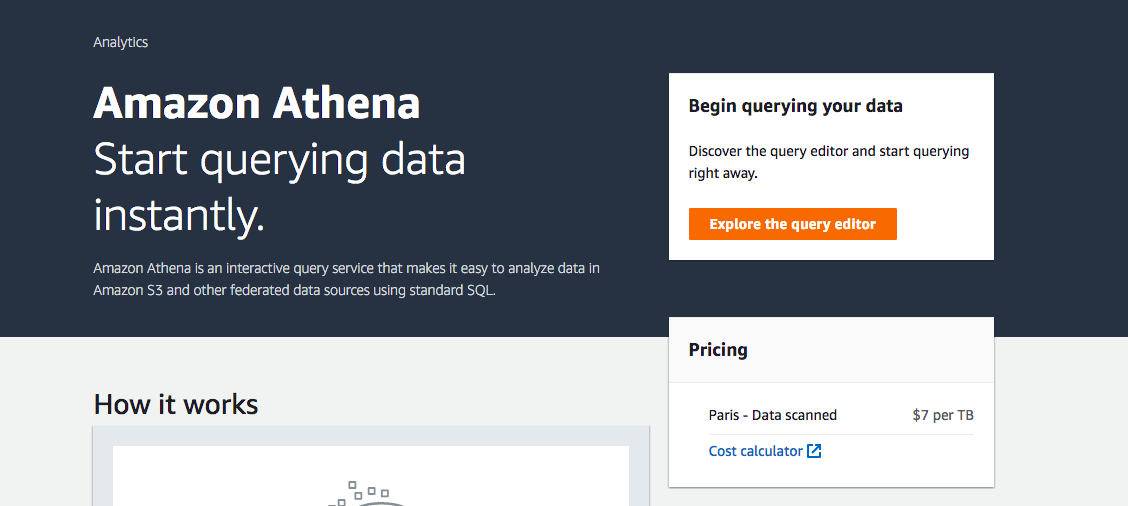 Analytics
Amazon Athena
Start querying data
instantly.
Amazon Athena is an interactive query service that makes it easy to analyze data in
Amazon S3 and other federated data sources using standard SQL.
Begin querying your data
Discover the query editor and start querying
right away.
Explore the query editor
Pricing
Paris - Data scanned $7 per TB
Cost calculator
How it works